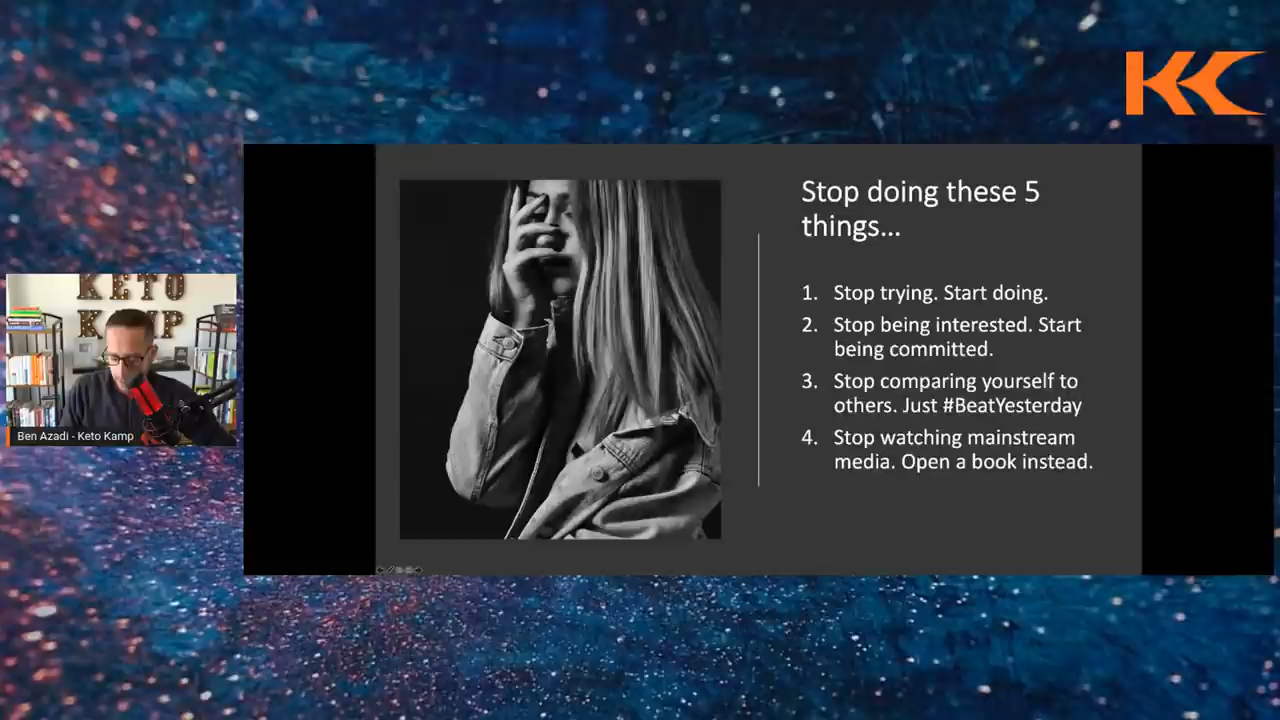 KC
KETO
KAMP
Ben Azadi - Keto Kamp
Stop doing these 5
things...
1. Stop trying. Start doing.
2. Stop being interested. Start
being committed.
3. Stop comparing yourself to
others. Just #BeatYesterday
4. Stop watching mainstream
media. Open a book instead.